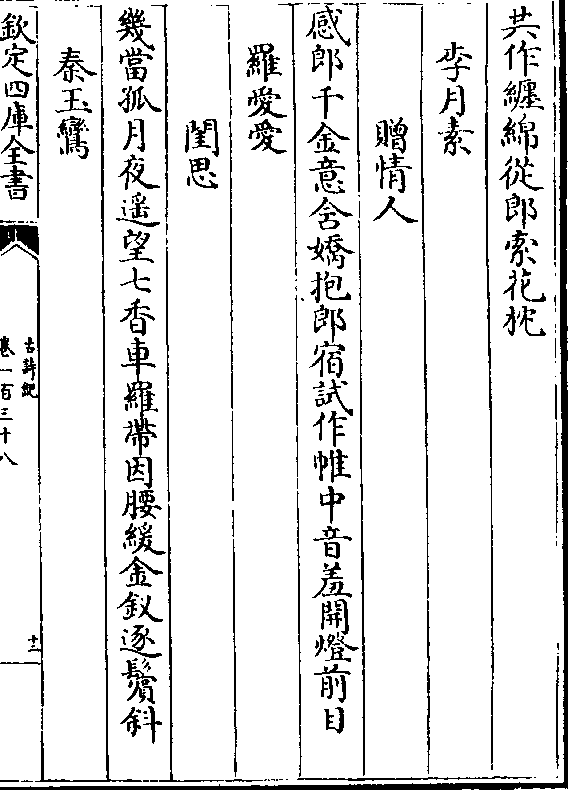 共作纏綿從郎索花枕
李月素
贈情人
感郎千金意含嬌抱郎宿試作帷中音羞開燈前目
羅愛愛
閨思
幾當孤月夜遥望七香車羅帶因腰緩金釵逐鬢斜
秦玉鸞
欽定四庫全書
古詩紀
卷一百三十八
十二